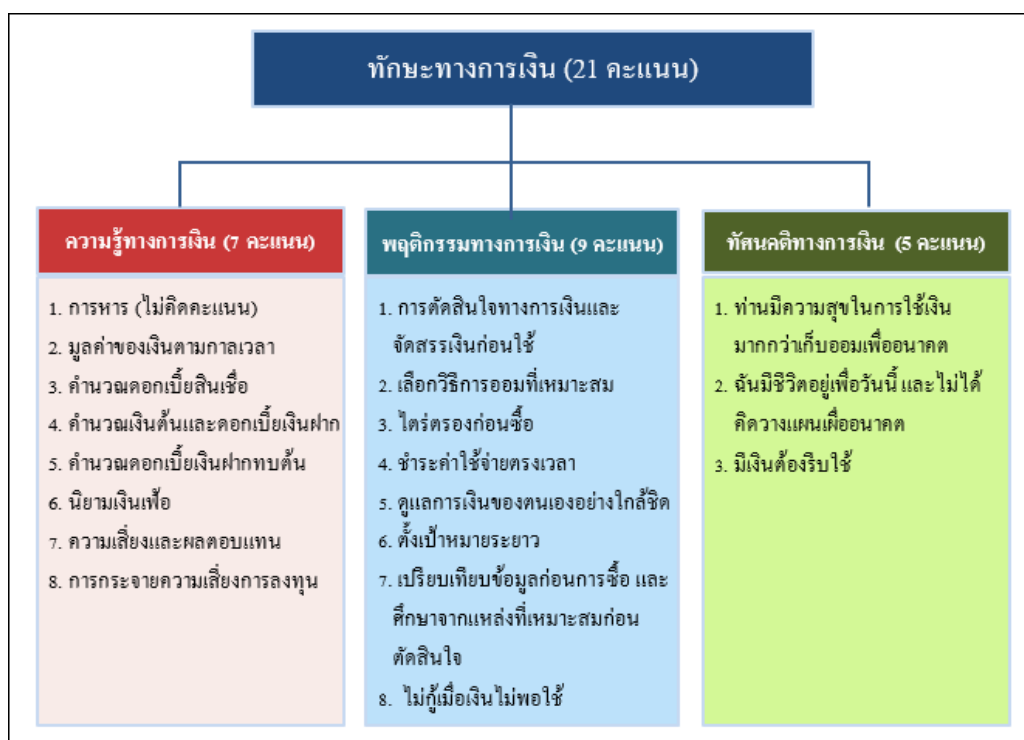 ทักษะทางการเงิน (21 คะแนน)
ความรู้ทางการเงิน (7 คะแนน)
1. การหาร (ไม่คิดคะแนน)
2. มูลค่าของเงินตามกาลเวลา
3. คำนวณดอกเบี้ยสินเชื่อ
4. คำนวณเงินต้นและดอกเบี้ยเงินฝาก
5. คำนวณดอกเบี้ยเงินฝากทบต้น
6. นิยามเงินเฟ้อ
7. ความเสี่ยงและผลตอบแทน
8. การกระจายความเสี่ยงการลงทุน
พฤติกรรมทางการเงิน (9 คะแนน)
1. การตัดสินใจทางการเงินและ
จัดสรรเงินก่อนใช้
2. เลือกวิธีการออมที่เหมาะสม
3. ไตร่ตรองก่อนซื้อ
4. ชำระค่าใช้จ่ายตรงเวลา
5. ดูแลการเงินของตนเองอย่างใกล้ชิด
6. ตั้งเป้าหมายระยาว
7. เปรียบเทียบข้อมูลก่อนการซื้อ และ
ศึกษาจากแหล่งที่เหมาะสมก่อน
ตัดสินใจ
8. ไม่กู้เมื่อเงินไม่พอใช้
ทัศนคติทางการเงิน (5 คะแนน)
1. ท่านมีความสุขในการใช้เงิน
มากกว่าเก็บออมเพื่ออนาคต
2. ฉันมีชีวิตอยู่เพื่อวันนี้ และไม่ได้
คิดวางแผนเผื่ออนาคต
3. มีเงินต้องรีบใช้